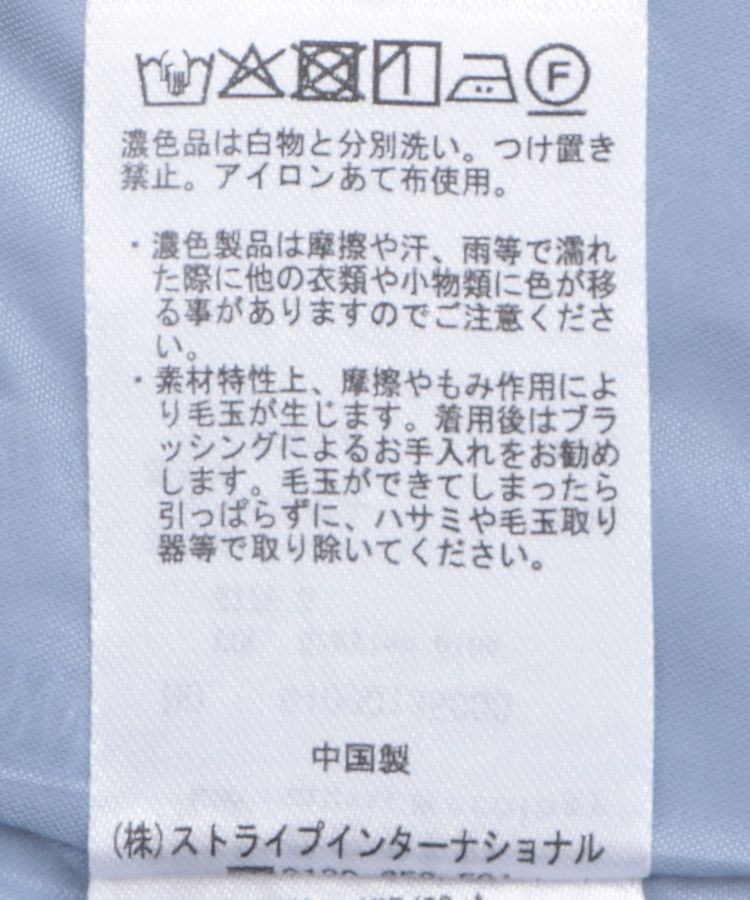 F
濃色品は白物と分別洗い。つけ置き
禁止。アイロンあて布使用。
・濃色製品は摩擦や汗、雨等で濡れ
た際に他の衣類や小物類に色が移
る事がありますのでご注意くださ
い。
・素材特性上、摩擦やもみ作用によ
り毛玉が生じます。着用後はブラ
ッシングによるお手入れをお勧め
します。毛玉ができてしまったら
引っぱらずに、ハサミや毛玉取り
器等で取り除いてください。
中国製
(株)ストライプインターナショナル